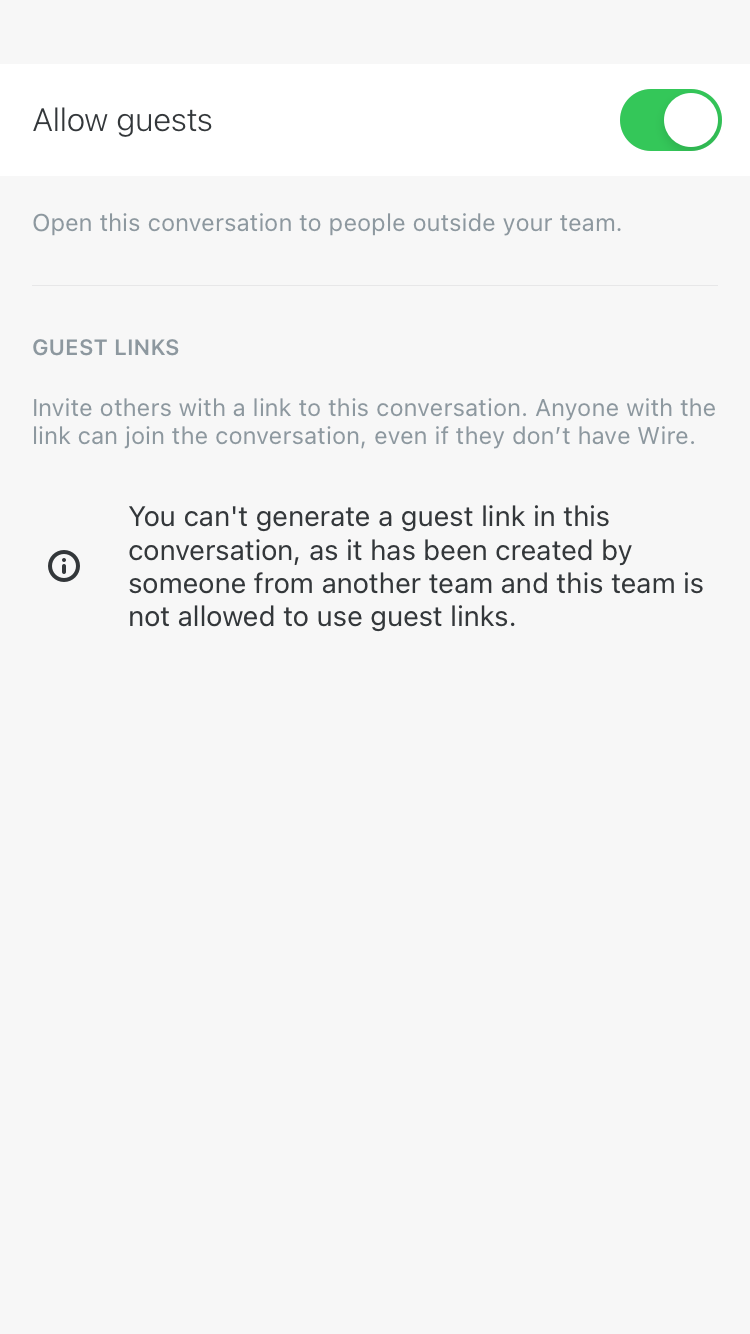 Allow guests
Open this conversation to people outside your team.
GUEST LINKS
Invite others with a link to this conversation. Anyone with the
link can join the conversation, even if they don’t have Wire.
You can't generate a guest link in this
conversation, as it has been created by
someone from another team and this team is
not allowed to use guest links.